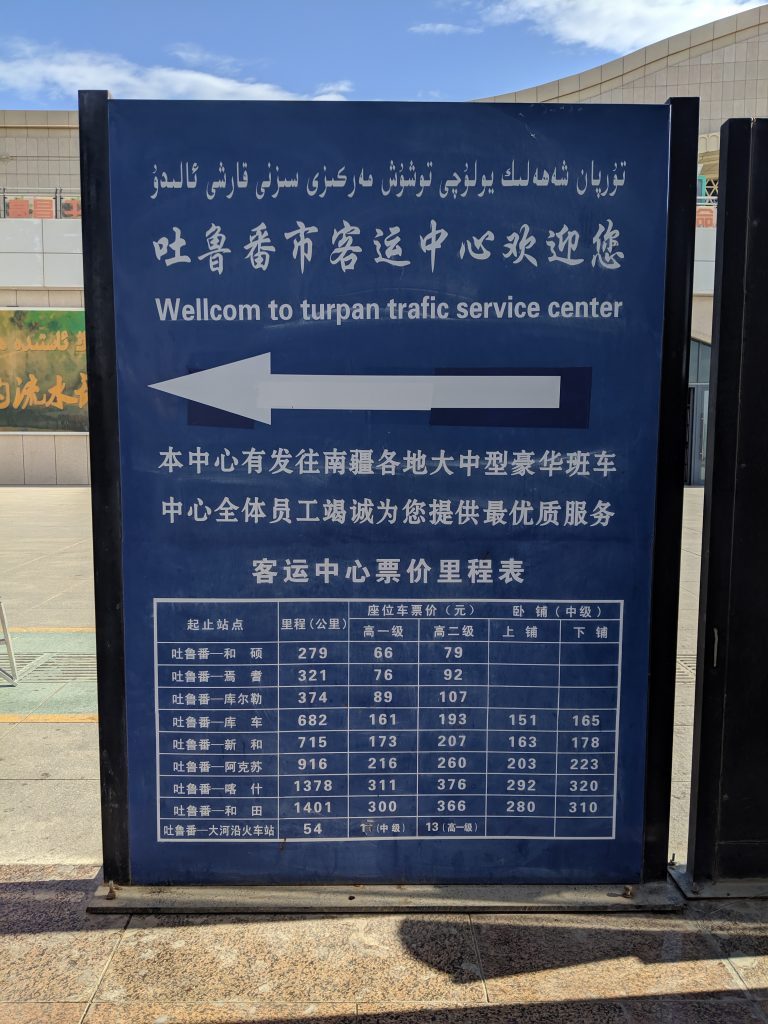 تۇرپان شەھەلىك يولۇچى توشۇش مەركىزى سىزنى قارشى ئالىدۇ
吐鲁番市客运中心欢迎您
Wellcom to turpan trafic service center
本中心有发往南疆各地大中型豪华班车
中心全体员工竭诚为您提供最优质服务
客运中心票价里程表
起止站点 里程(公里) 座位车票价(元) 卧铺(中级)
高一级 高二级 上铺 下铺
吐鲁番—和硕 279 66 79
吐鲁番—焉耆 321 76 92
吐鲁番—库尔勒 374 89 107
吐鲁番—库车 682 161 193 151 165
吐鲁番—新和 715 173 207 163 178
吐鲁番—阿克苏 916 216 260 203 223
吐鲁番—喀什 1378 311 376 292 320
吐鲁番—和田 1401 300 366 280 310
吐鲁番—大河沿火车站 54 (中级) 13(高一级)
流水